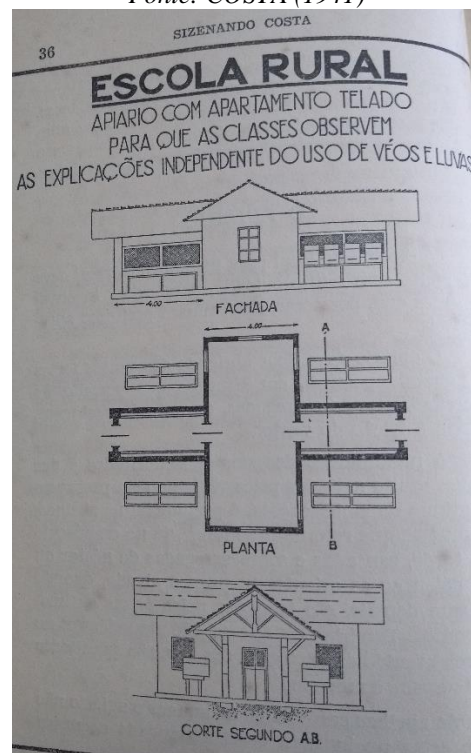 Fonte: COSTA (1941)
36
SIZENANDO COSTA
ESCOLA RURAL
APIARIO COM APARTAMENTO TELADO
PARA QUE AS CLASSES OBSERVEM
AS EXPLICAÇÕES INDEPENDENTE DO USO DE VÉOS E LUVAS
4.00
FACHADA
4.00
A
PLANTA
B
CORTE SEGUNDO A.B.